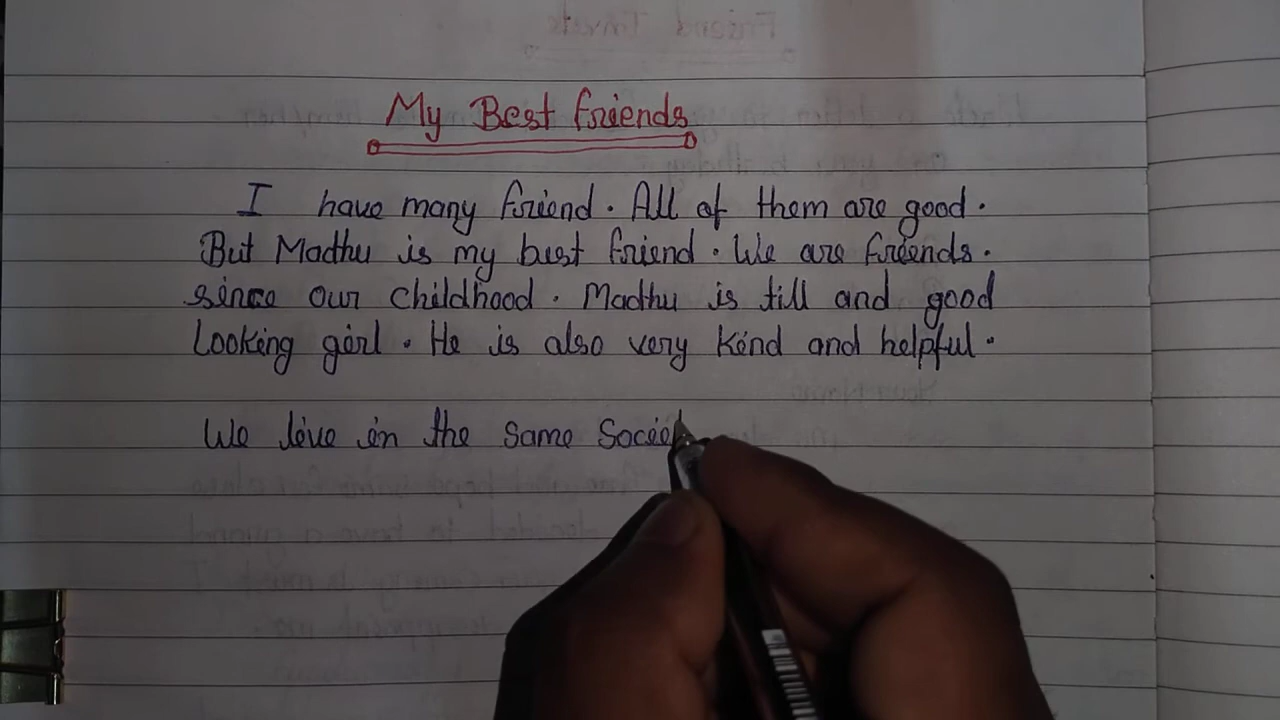 My Best friends
I have many friend. All of them are good.
But Madhu is my best friend. We are friends.
since our childhood. Madhu is till and good
Looking girl. He is also very kind and helpful.
We live in the same